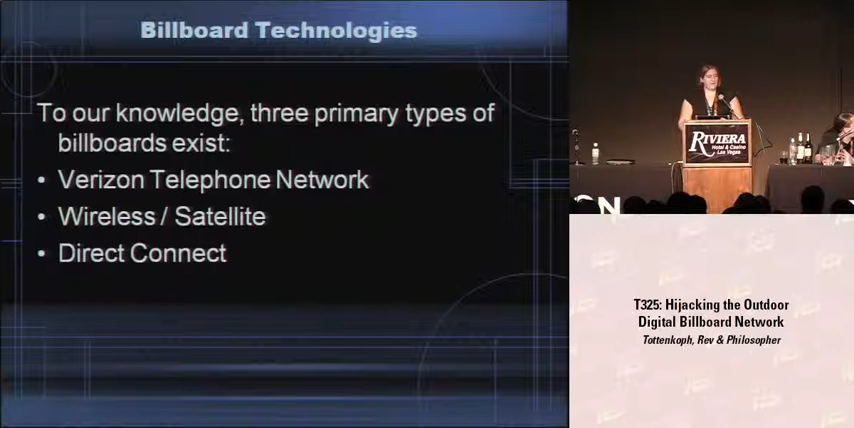 Billboard Technologies
To our knowledge, three primary types of
billboards exist:
• Verizon Telephone Network
• Wireless / Satellite
• Direct Connect
RIVIERA
Hotel & Casino
Las Vegas
T325: Hijacking the Outdoor
Digital Billboard Network
Tottenkoph, Rev & Philosopher